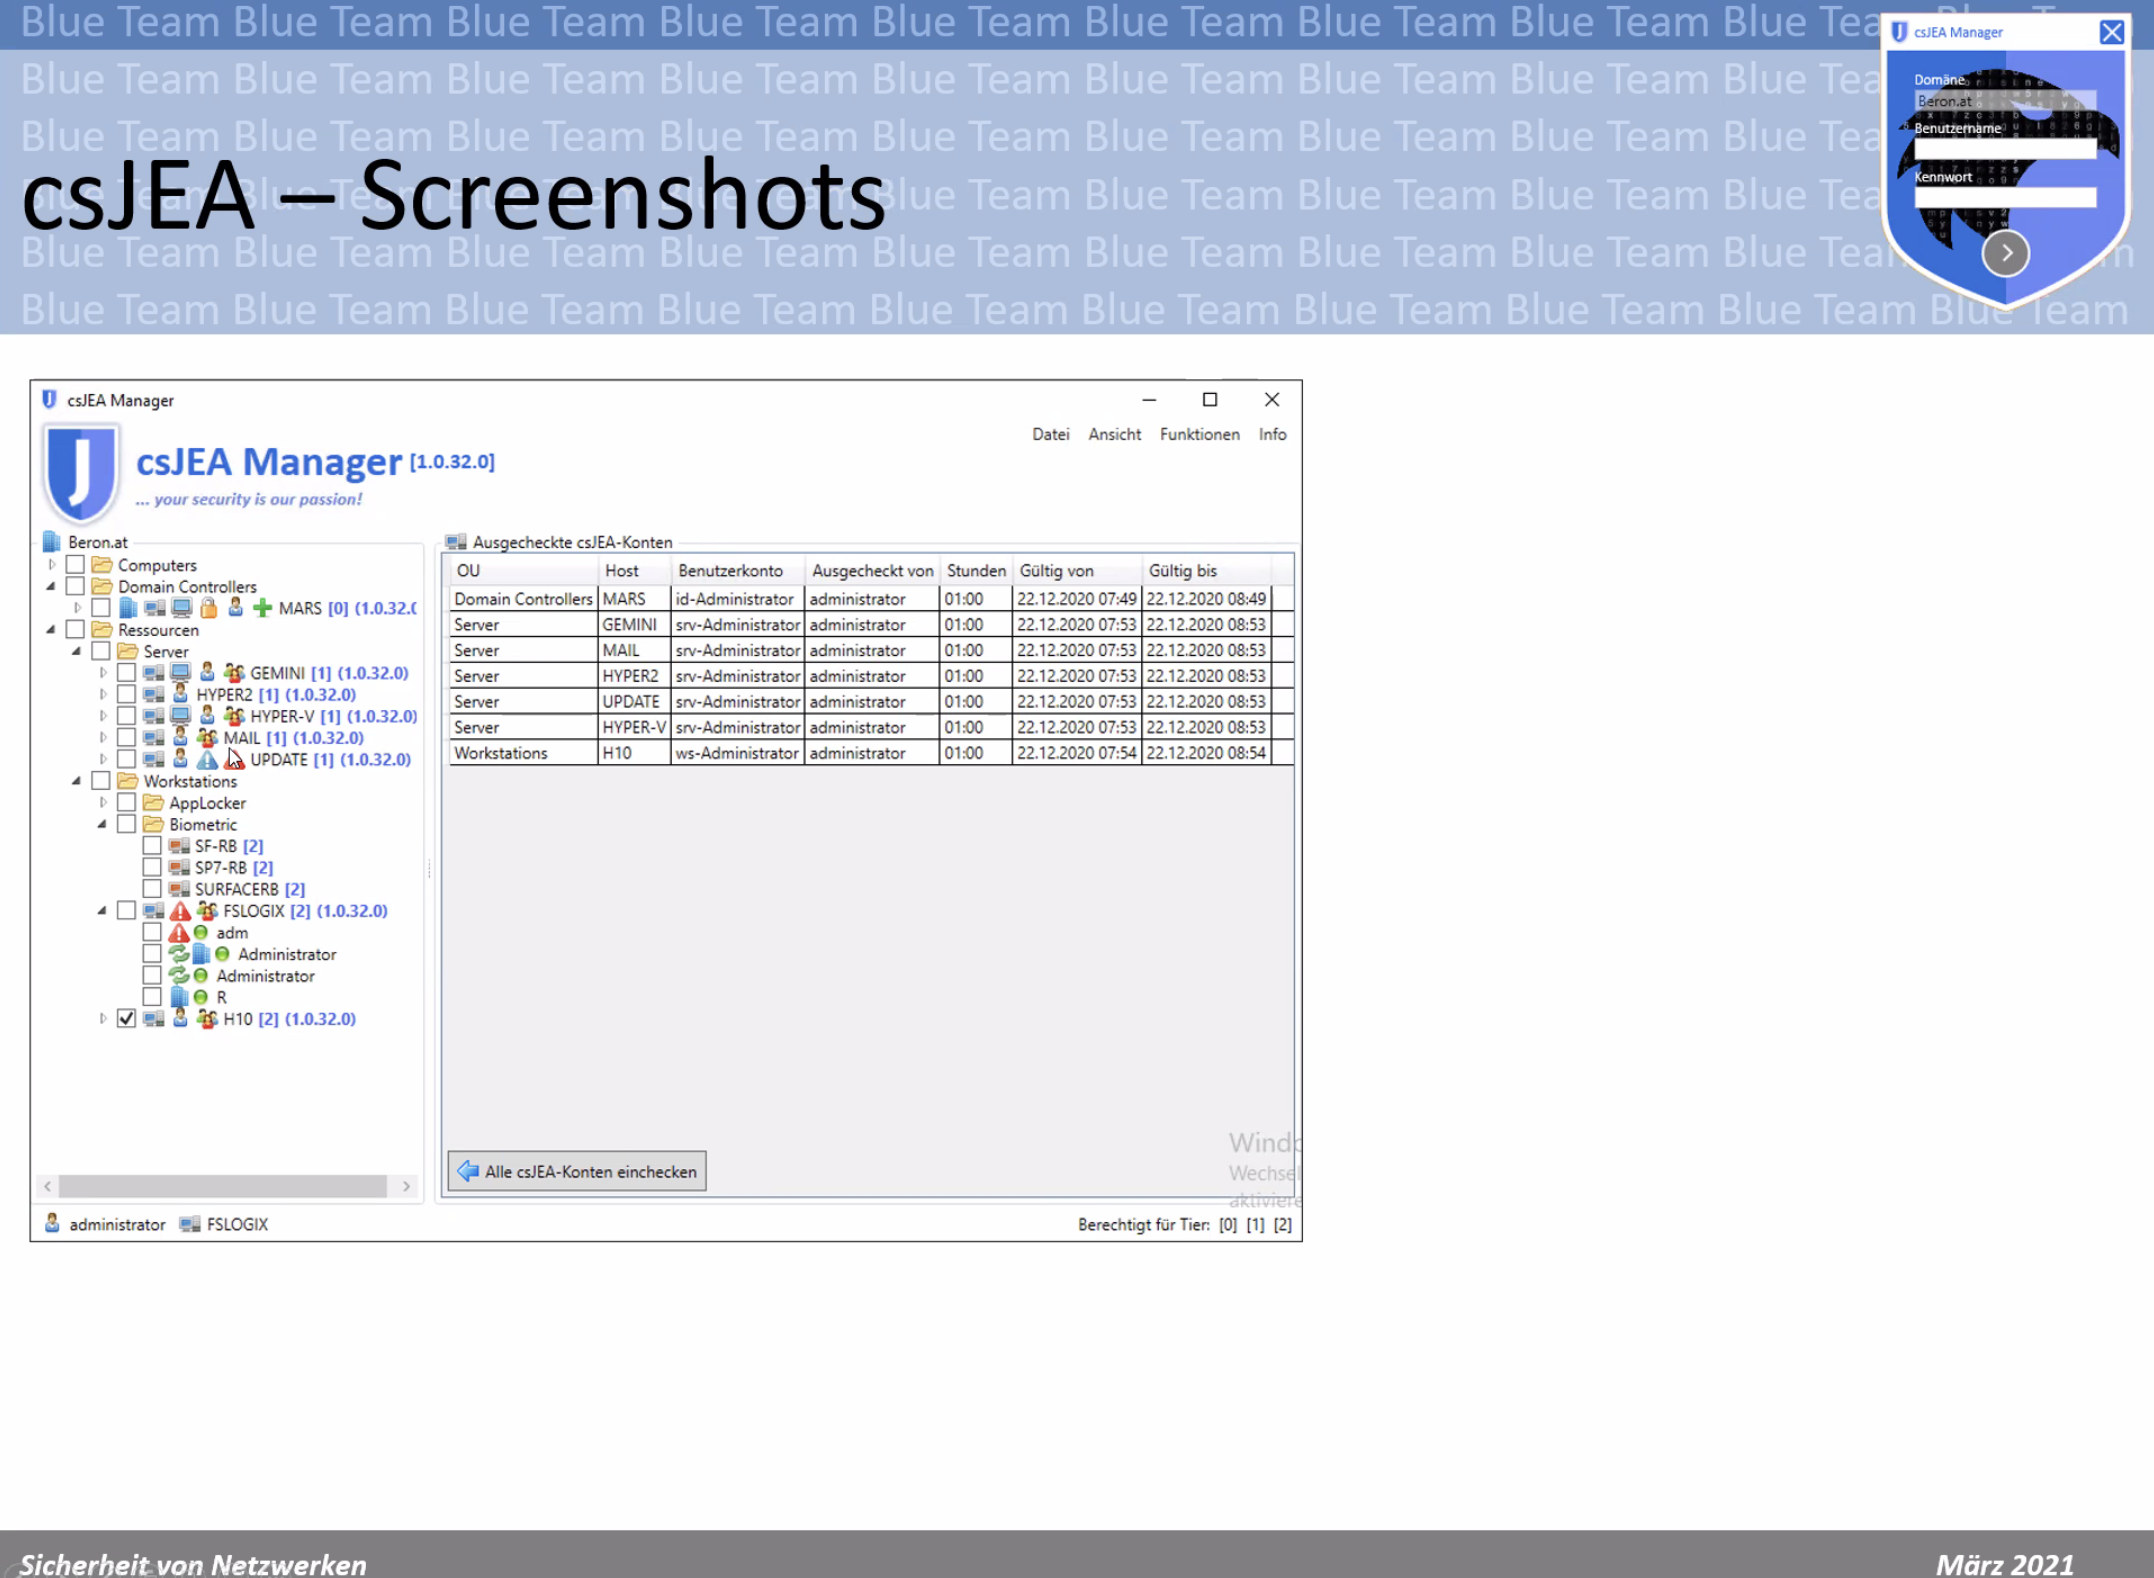 Blue Team Blue Team Blue Team Blue Team Blue Team Blue Team Blue Team Blue Team Blue Tea
Blue Team Blue Team Blue Team Blue Team Blue Team Blue Team Blue Team Blue Team Blue Tea
Blue Team Blue Team Blue Team Blue Team Blue Team Blue Team Blue Team Blue Team Blue Tea
csJEA – Screenshots
Blue Team Blue Team Blue Team Blue Team Blue Tea
Blue Team Blue Team Blue Team Blue Team Blue Team Blue Team Blue Team Blue Team Blue Tea
Blue Team Blue Team Blue Team Blue Team Blue Team Blue Team Blue Team Blue Team Blue Team Blue Team
csJEA Manager
Domäne
Beron.at
Benutzername
Kennwort
csJEA Manager
Datei Ansicht Funktionen Info
csJEA Manager [1.0.32.0]
... your security is our passion!
Beron.at
Computers
Domain Controllers
MARS [0] (1.0.32.0
Ressourcen
Server
GEMINI [1] (1.0.32.0)
HYPER2 [1] (1.0.32.0)
HYPER-V [1] (1.0.32.0)
MAIL [1] (1.0.32.0)
UPDATE [1] (1.0.32.0)
Workstations
AppLocker
Biometric
SF-RB [2]
SP7-RB [2]
SURFACERB [2]
FSLOGIX [2] (1.0.32.0)
adm
Administrator
Administrator
R
H10 [2] (1.0.32.0)
Ausgecheckte csJEA-Konten
OU Host Benutzerkonto Ausgecheckt von Stunden Gültig von Gültig bis
Domain Controllers MARS id-Administrator administrator 01:00 22.12.2020 07:49 22.12.2020 08:49
Server GEMINI srv-Administrator administrator 01:00 22.12.2020 07:53 22.12.2020 08:53
Server MAIL srv-Administrator administrator 01:00 22.12.2020 07:53 22.12.2020 08:53
Server HYPER2 srv-Administrator administrator 01:00 22.12.2020 07:53 22.12.2020 08:53
Server UPDATE srv-Administrator administrator 01:00 22.12.2020 07:53 22.12.2020 08:53
Server HYPER-V srv-Administrator administrator 01:00 22.12.2020 07:53 22.12.2020 08:53
Workstations H10 ws-Administrator administrator 01:00 22.12.2020 07:54 22.12.2020 08:54
Windo
Wechsel
aktiviere
Alle csJEA-Konten einchecken
administrator FSLOGIX
Berechtigt für Tier: [0] [1] [2]
Sicherheit von Netzwerken
März 2021